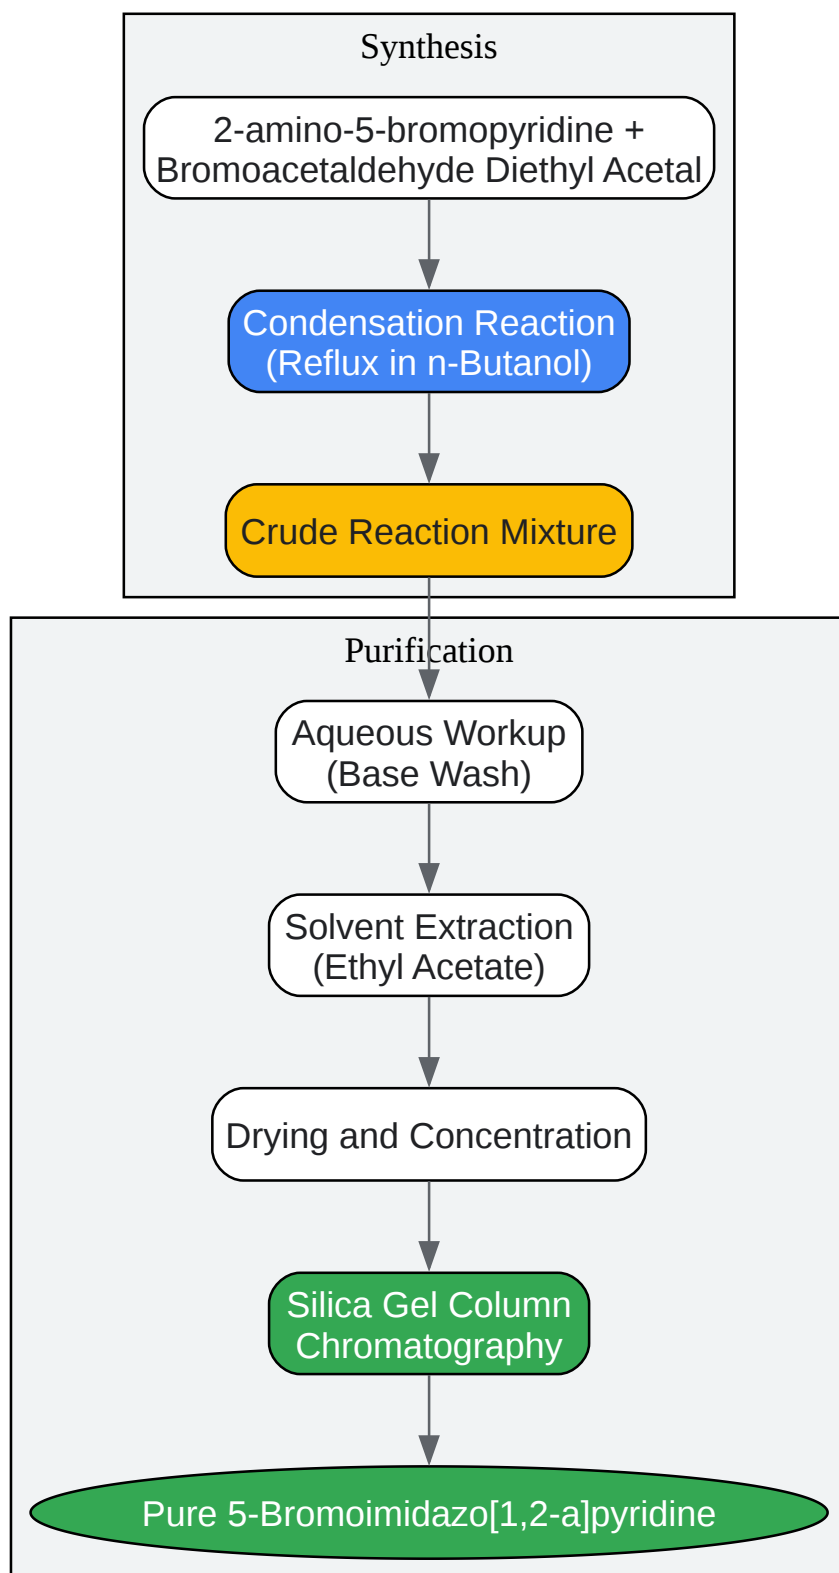 Synthesis
2-amino-5-bromopyridine +
Bromoacetaldehyde Diethyl Acetal
Condensation Reaction
(Reflux in n-Butanol)
Crude Reaction Mixture
Purification
Aqueous Workup
(Base Wash)
Solvent Extraction
(Ethyl Acetate)
Drying and Concentration
Silica Gel Column
Chromatography
Pure 5-Bromoimidazo[1,2-a]pyridine